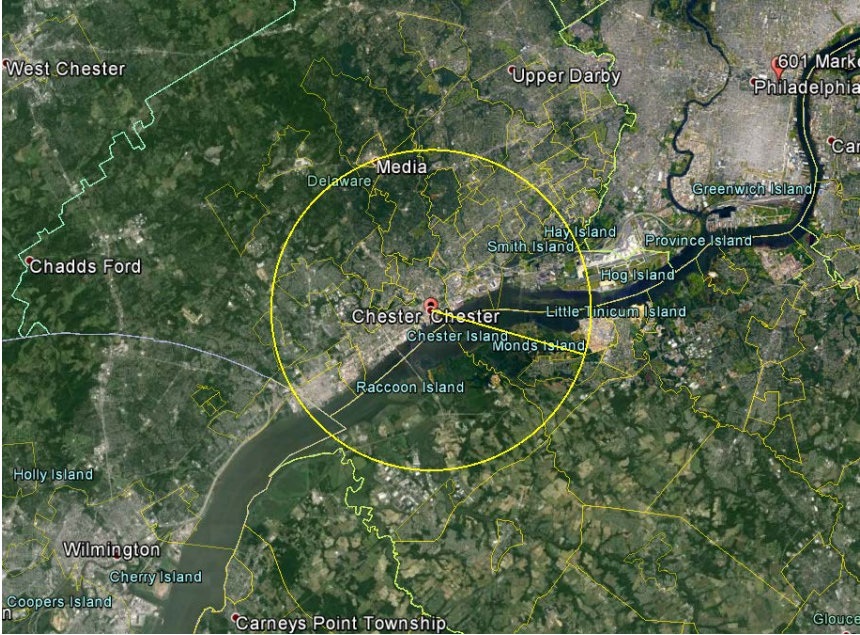 601 Marke
West Chester
Upper Darby
Philadelphia
Cam
Media
Delaware
Greenwich Island
Hay Island
Smith Island
Province Island
Chadds Ford
Hog Island
Chester Chester
Little Tinicum Island
Chester Island
Monds Island
Raccoon Island
Holly Island
Wilmington
Cherry Island
Coopers Island
n
Carneys Point Township
Glouce